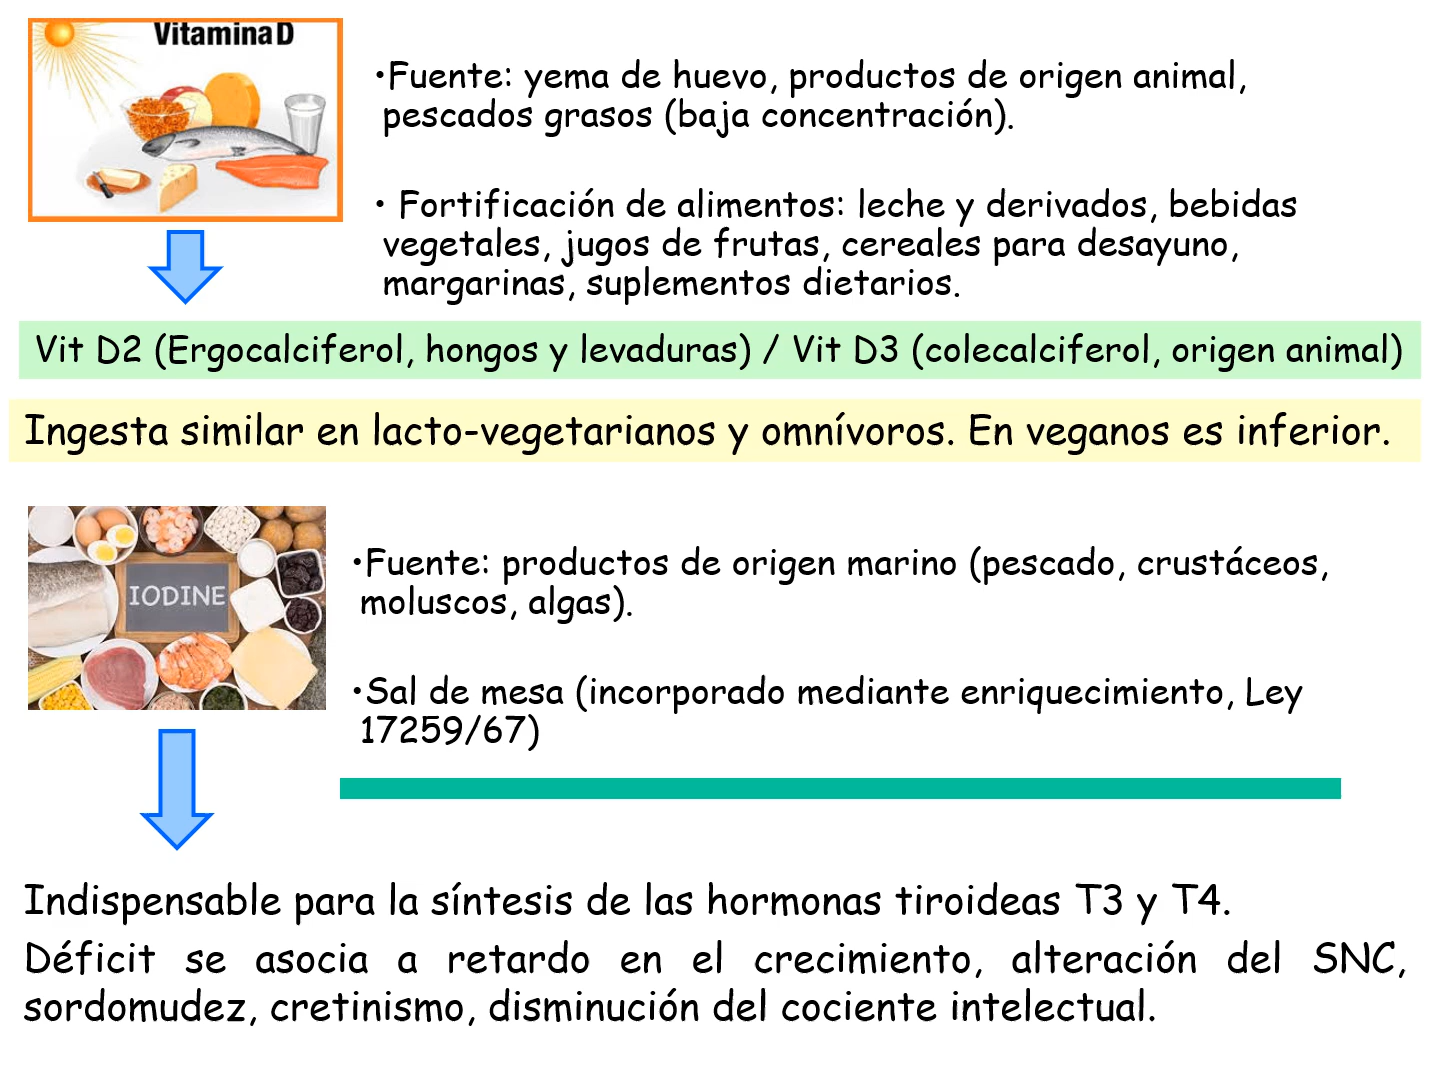 Vitamina D
•Fuente: yema de huevo, productos de origen animal,
pescados grasos (baja concentración).
• Fortificación de alimentos: leche y derivados, bebidas
vegetales, jugos de frutas, cereales para desayuno,
margarinas, suplementos dietarios.
Vit D2 (Ergocalciferol, hongos y levaduras) / Vit D3 (colecalciferol, origen animal)
Ingesta similar en lacto-vegetarianos y omnívoros. En veganos es inferior.
IODINE
•Fuente: productos de origen marino (pescado, crustáceos,
moluscos, algas).
•Sal de mesa (incorporado mediante enriquecimiento, Ley
17259/67)
Indispensable para la síntesis de las hormonas tiroideas T3 y T4.
Déficit se asocia a retardo en el crecimiento, alteración del SNC,
sordomudez, cretinismo, disminución del cociente intelectual.